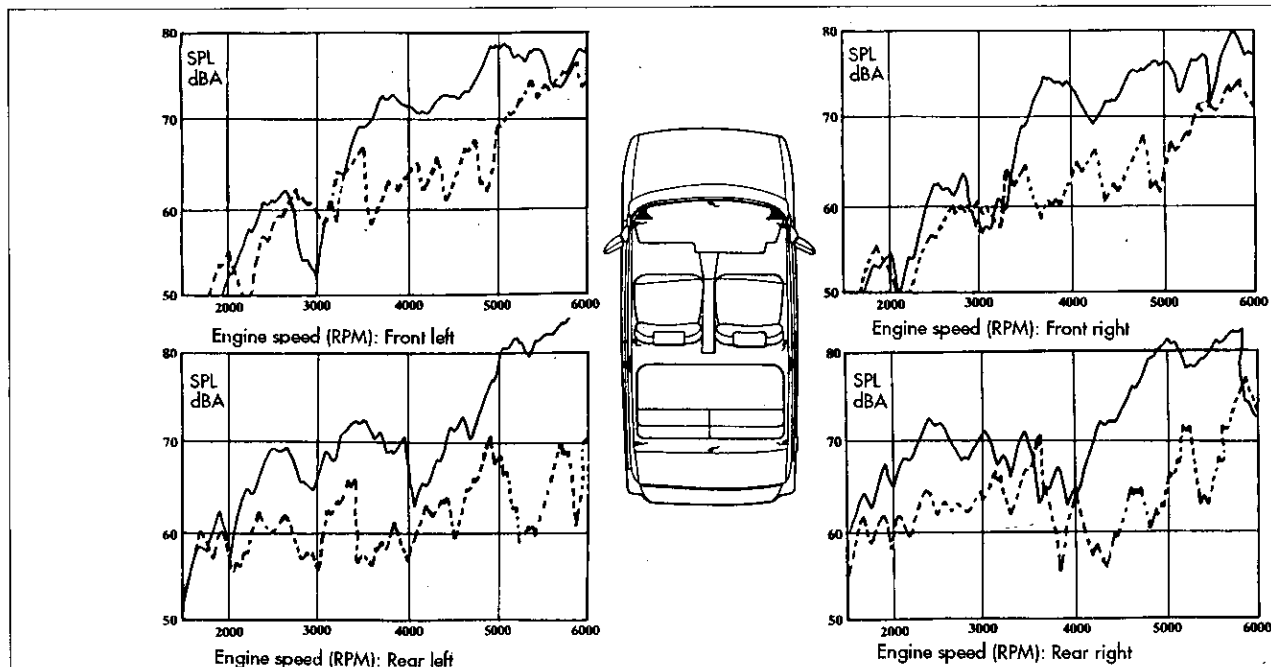 80
SPL
dBA
70
60
50
2000 3000 4000 5000 6000
Engine speed (RPM): Front left
80
SPL
dBA
70
60
50
2000 3000 4000 5000 6000
Engine speed (RPM): Front right
80
SPL
dBA
70
60
50
2000 3000 4000 5000 6000
Engine speed (RPM): Rear left
80
SPL
dBA
70
60
50
2000 3000 4000 5000 6000
Engine speed (RPM): Rear right